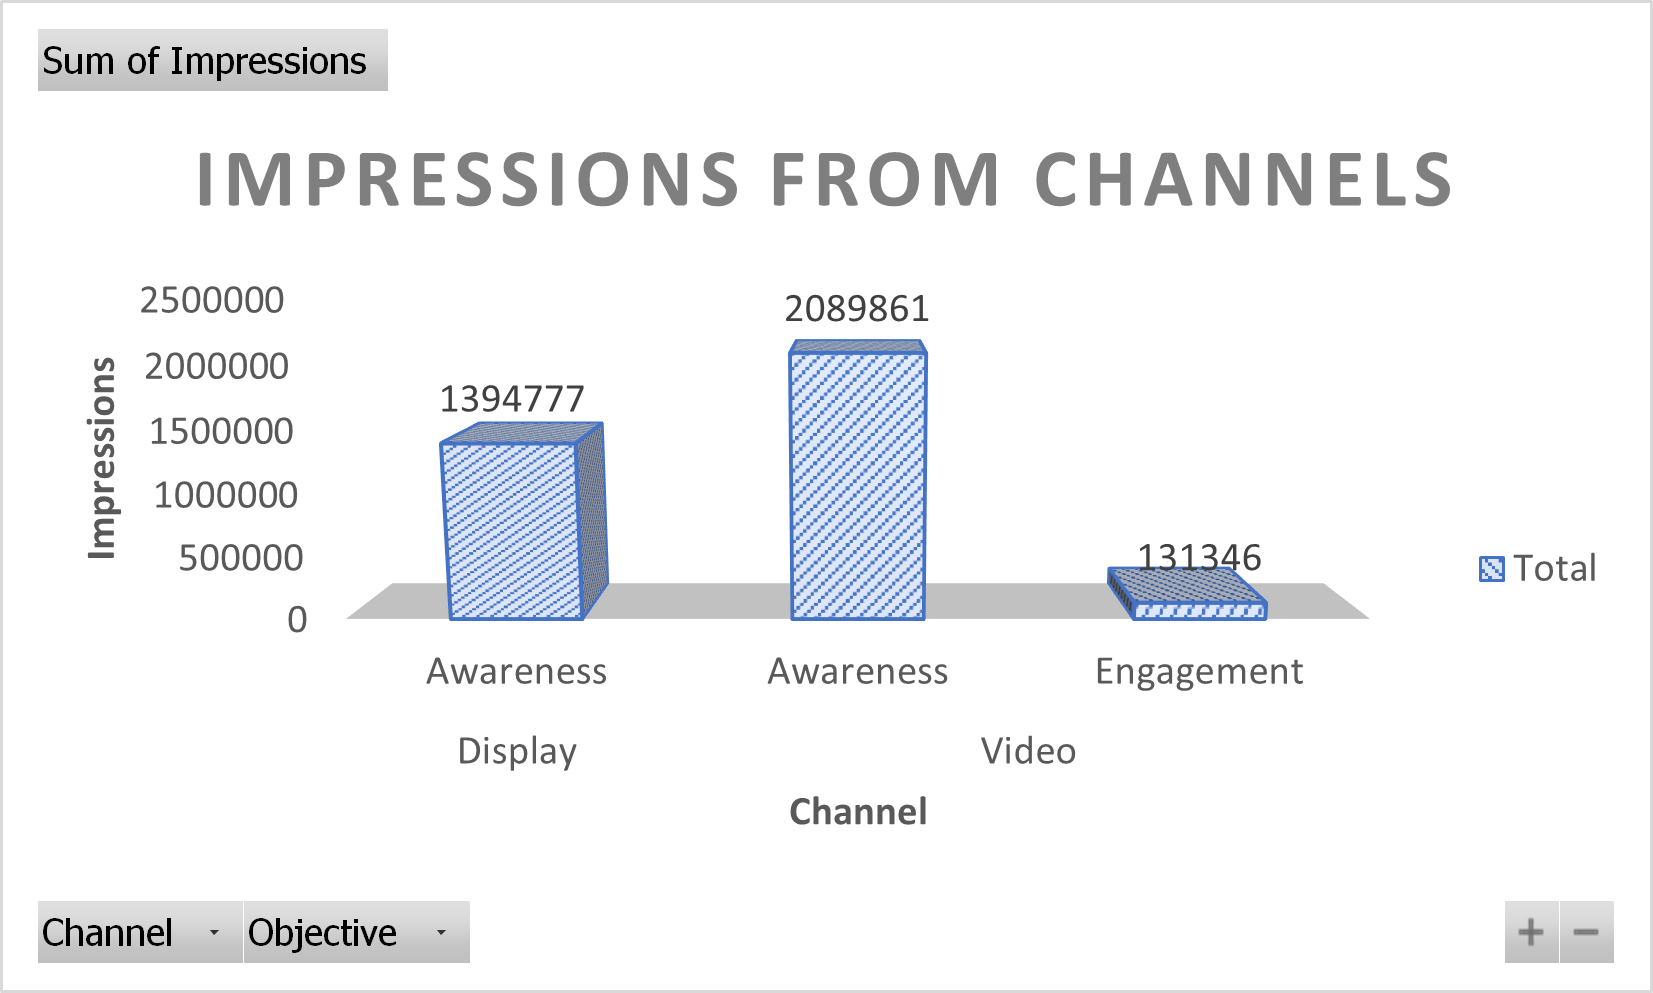 Sum of Impressions
IMPRESSIONS FROM CHANNELS
Impressions
2500000
2000000
1500000
1000000
500000
0
1394777
2089861
131346
Total
Awareness
Awareness
Engagement
Display
Video
Channel
Channel
Objective
+
−